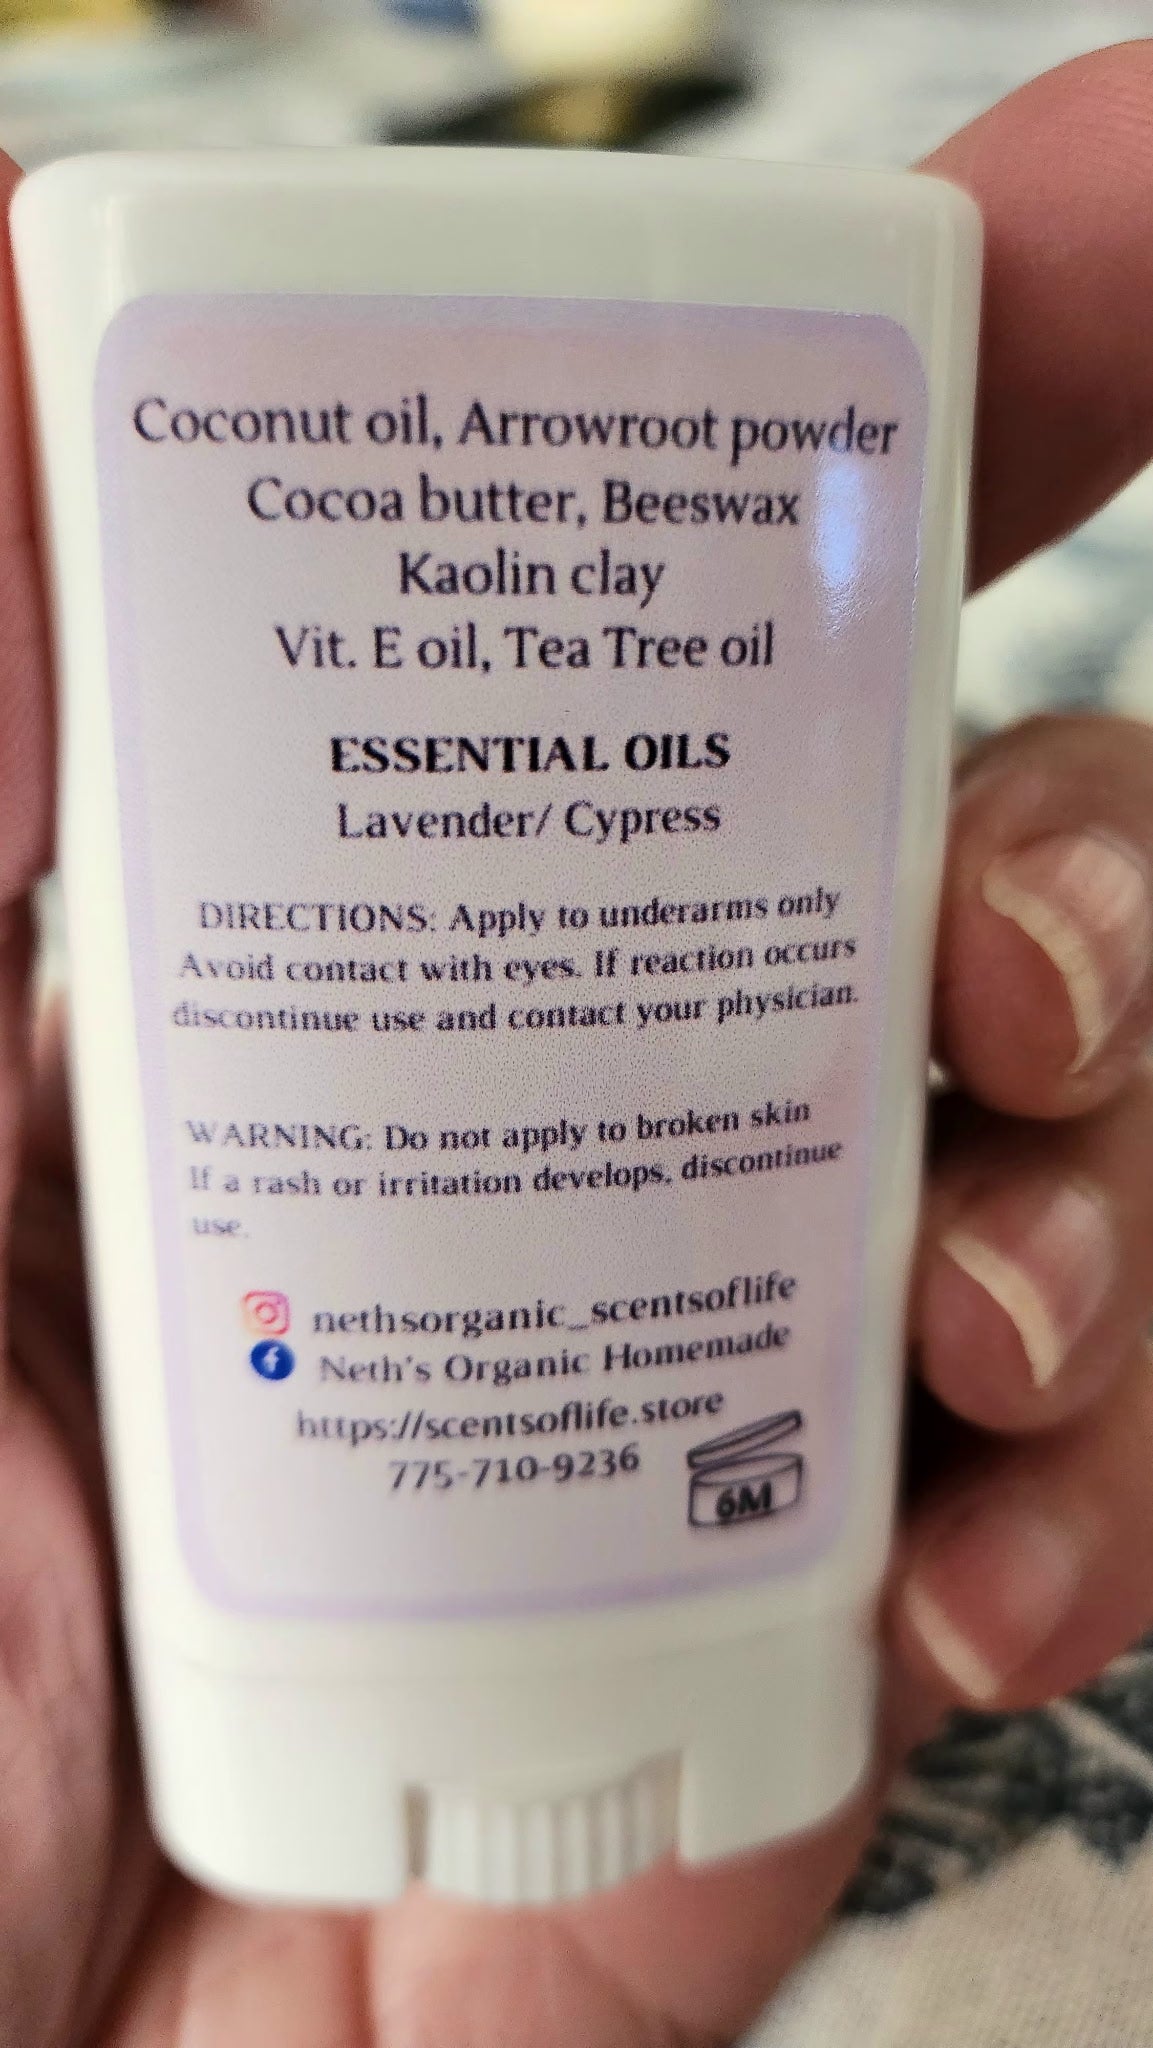 Coconut oil, Arrowroot powder
Cocoa butter, Beeswax
Kaolin clay
Vit. E oil, Tea Tree oil
ESSENTIAL OILS
Lavender/ Cypress
DIRECTIONS: Apply to underarms only
Avoid contact with eyes. If reaction occurs
discontinue use and contact your physician.
WARNING: Do not apply to broken skin
If a rash or irritation develops, discontinue
use.
nethsorganic_scentsoflife
Neth's Organic Homemade
https://scentsoflife.store
775-710-9236
6M